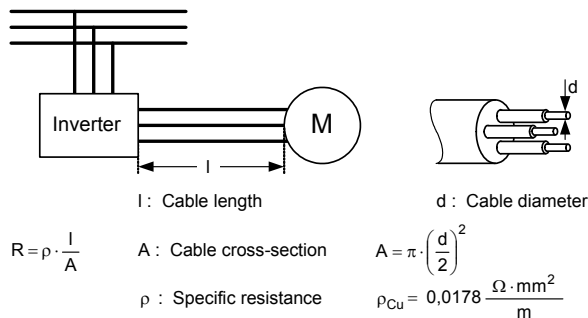 d
Inverter
M
l
l : Cable length
d : Cable diameter
R = ρ · l/A
A : Cable cross-section
A = π · (d/2)²
ρ : Specific resistance
ρCu = 0,0178 Ω · mm²/m